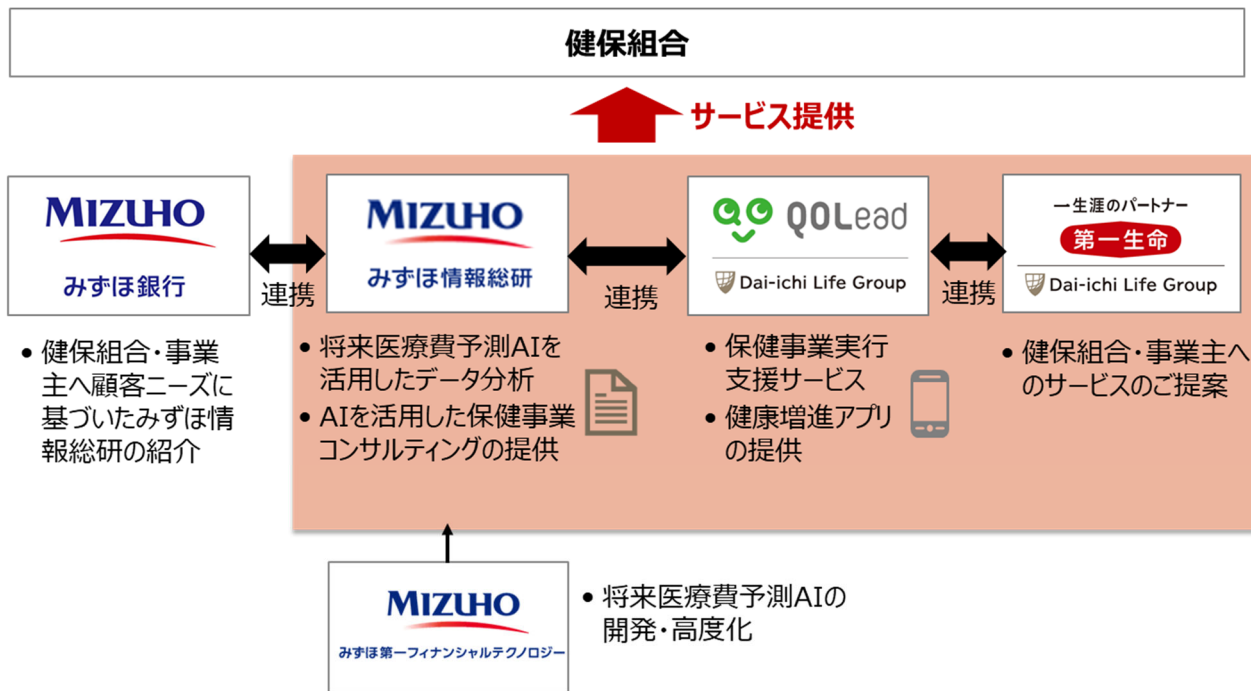 健保組合
サービス提供
MIZUHO
みずほ銀行
連携
MIZUHO
みずほ情報総研
連携
QOLead
Dai-ichi Life Group
連携
一生涯のパートナー
第一生命
Dai-ichi Life Group
• 健保組合・事業
主へ顧客ニーズに
基づいたみずほ情
報総研の紹介
• 将来医療費予測AIを
活用したデータ分析
• AIを活用した保健事業
コンサルティングの提供
• 保健事業実行
支援サービス
• 健康増進アプリ
の提供
• 健保組合・事業主へ
のサービスのご提案
MIZUHO
みずほ第一フィナンシャルテクノロジー
• 将来医療費予測AIの
開発・高度化